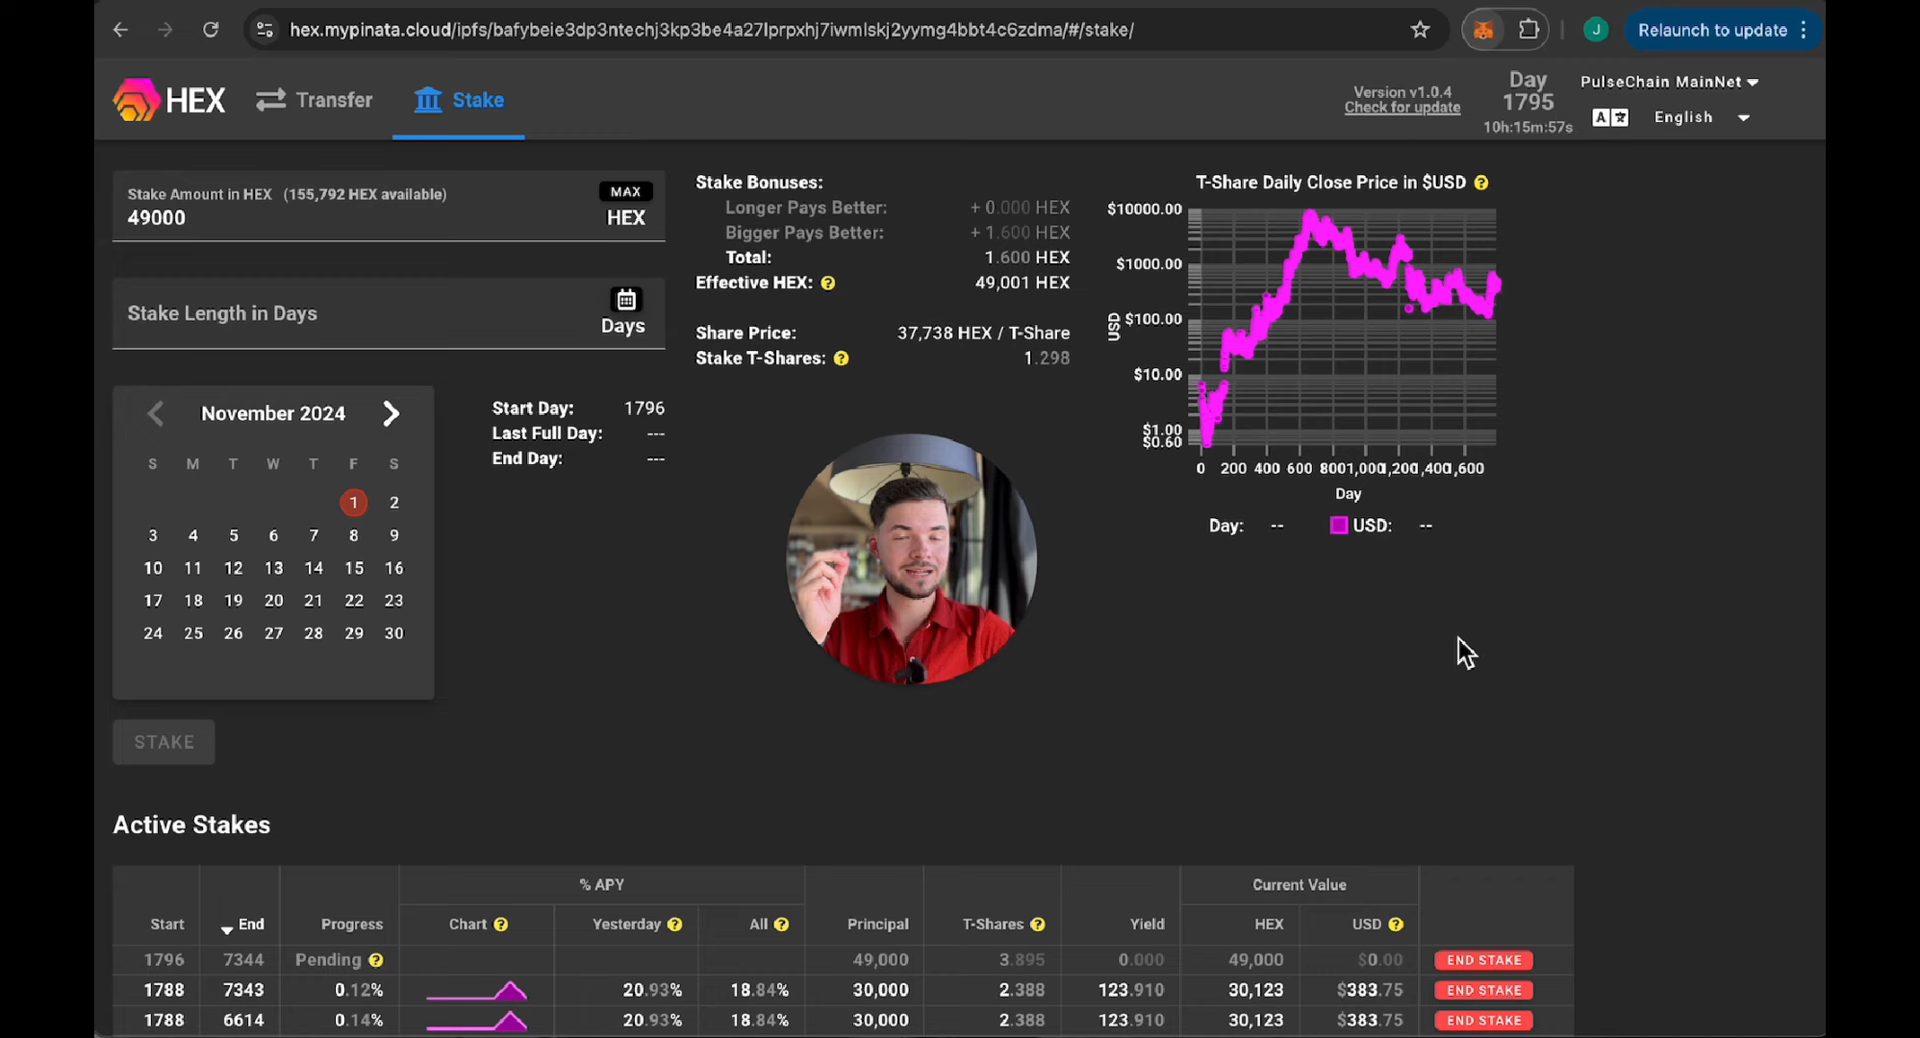 hex.mypinata.cloud/ipfs/bafybeie3dp3ntechj3kp3be4a27lprpxhj7iwmlskj2yymg4bbt4c6zdma/#/stake/
J
Relaunch to update
HEX
Transfer
Stake
Version v1.0.4
Check for update
Day
1795
10h:15m:57s
PulseChain MainNet
English
Stake Amount in HEX (155,792 HEX available)
MAX
49000
HEX
Stake Length in Days
Days
November 2024
S M T W T F S
1 2
3 4 5 6 7 8 9
10 11 12 13 14 15 16
17 18 19 20 21 22 23
24 25 26 27 28 29 30
Start Day: 1796
Last Full Day: ---
End Day: ---
STAKE
Stake Bonuses:
Longer Pays Better: + 0.000 HEX
Bigger Pays Better: + 1.600 HEX
Total: 1.600 HEX
Effective HEX: ? 49,001 HEX
Share Price: 37,738 HEX / T-Share
Stake T-Shares: ? 1.298
T-Share Daily Close Price in $USD ?
$10000.00
$1000.00
$100.00
$10.00
$1.00
$0.60
USD
0 200 400 600 800 1,000 1,200 1,400 1,600
Day
Day: -- USD: --
Active Stakes
% APY
Current Value
Start End Progress Chart ? Yesterday ? All ? Principal T-Shares ? Yield HEX USD ?
1796 7344 Pending ? 49,000 3.895 0.000 49,000 $0.00 END STAKE
1788 7343 0.12% 20.93% 18.84% 30,000 2.388 123.910 30,123 $383.75 END STAKE
1788 6614 0.14% 20.93% 18.84% 30,000 2.388 123.910 30,123 $383.75 END STAKE